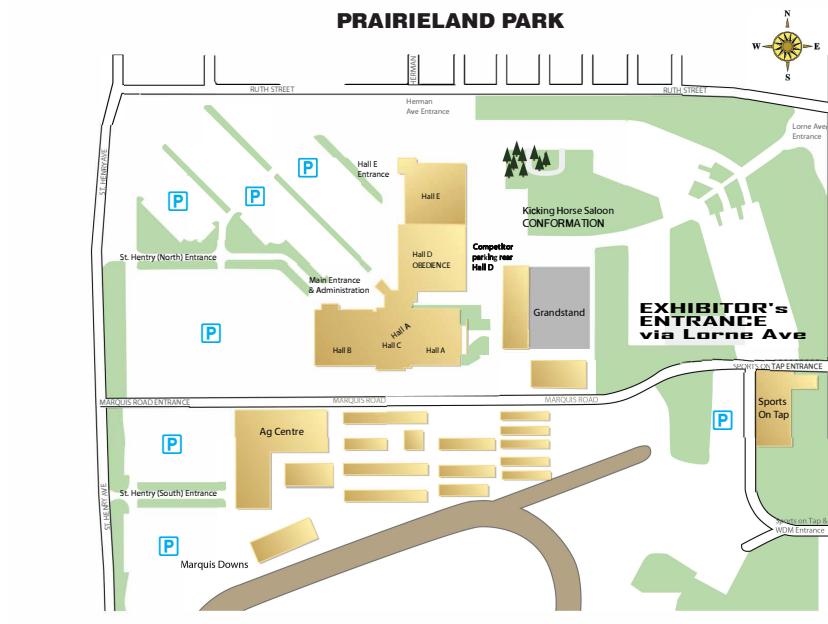 PRAIRIELAND PARK
N
W
E
S
HERMAN
RUTH STREET
RUTH STREET
Herman
Ave Entrance
Lorne Ave
Entrance
ST. HENRY AVE
Hall E
Entrance
P
P
P
Hall E
Kicking Horse Saloon
CONFORMATION
St. Hentry (North) Entrance
Hall D
OBEDIENCE
Competitor
parking rear
Hall D
Main Entrance
& Administration
Grandstand
EXHIBITOR's
ENTRANCE
via Lorne Ave
P
Hall A
Hall B
Hall C
Hall A
SPORTS ON TAP ENTRANCE
MARQUIS ROAD ENTRANCE
MARQUIS ROAD
MARQUIS ROAD
Sports
On Tap
P
Ag Centre
P
St. Hentry (South) Entrance
ST. HENRY AVE
Sports on Tap &
WDM Entrance
P
Marquis Downs